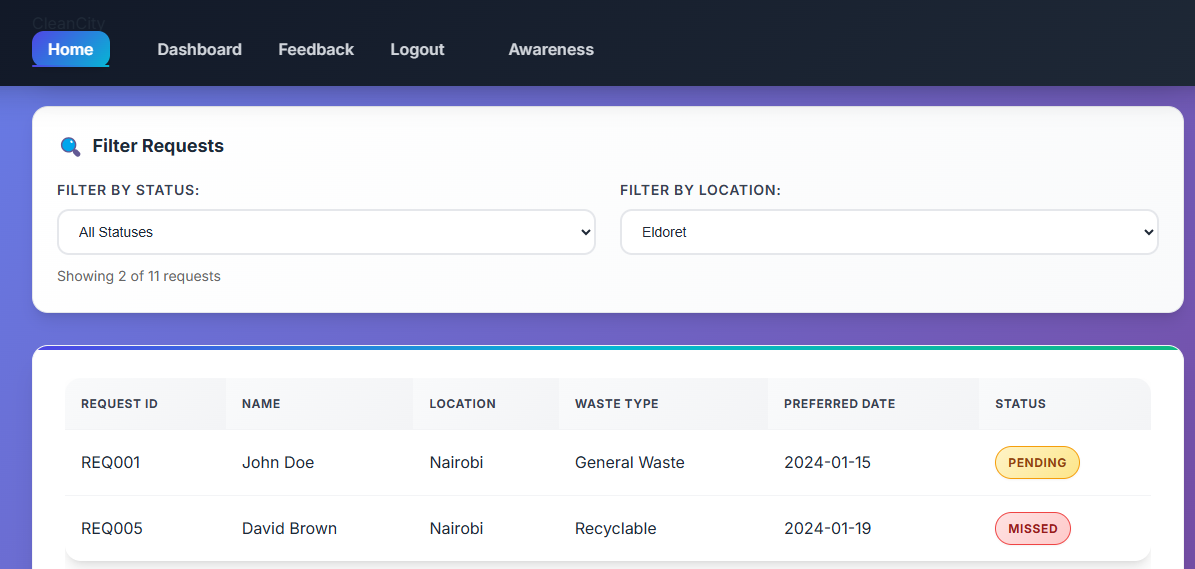 CleanCity
Home Dashboard Feedback Logout Awareness
Filter Requests
FILTER BY STATUS: FILTER BY LOCATION:
All Statuses Eldoret
Showing 2 of 11 requests
REQUEST ID NAME LOCATION WASTE TYPE PREFERRED DATE STATUS
REQ001 John Doe Nairobi General Waste 2024-01-15 PENDING
REQ005 David Brown Nairobi Recyclable 2024-01-19 MISSED